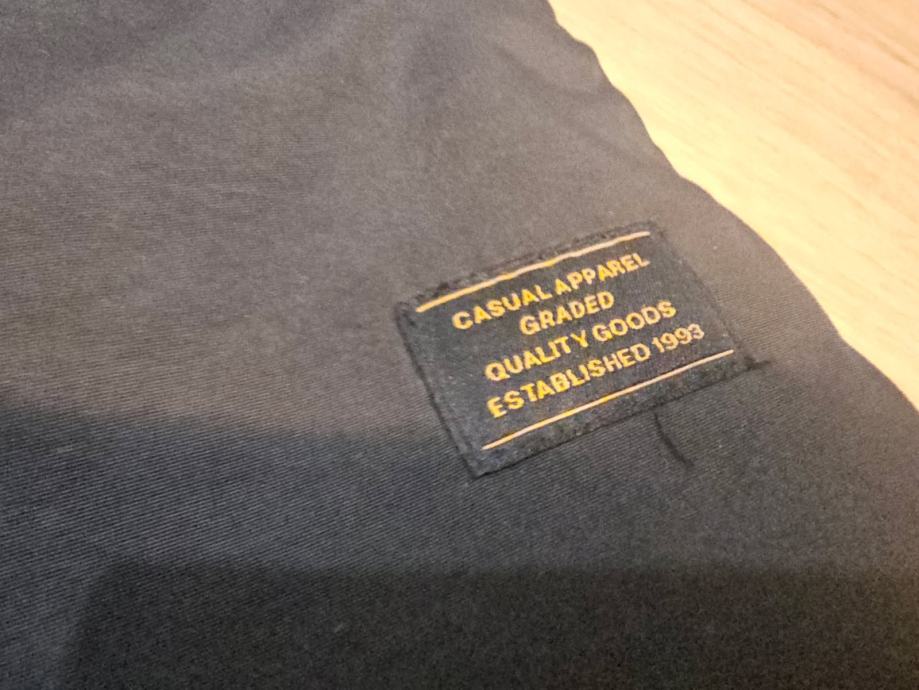 CASUAL APPAREL
GRADED
QUALITY GOODS
ESTABLISHED 1993